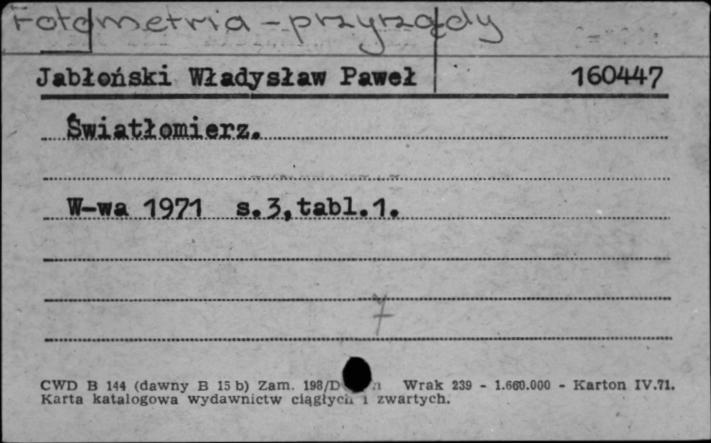 Fotometria - przyrządy
Jabłoński Władysław Paweł 160447
Światłomierz.
W-wa 1971 s.3,tabl.1.
7
CWD B 144 (dawny B 15 b) Zam. 198/D Wrak 239 - 1.660.000 - Karton IV.71.
Karta katalogowa wydawnictw ciągłych i zwartych.